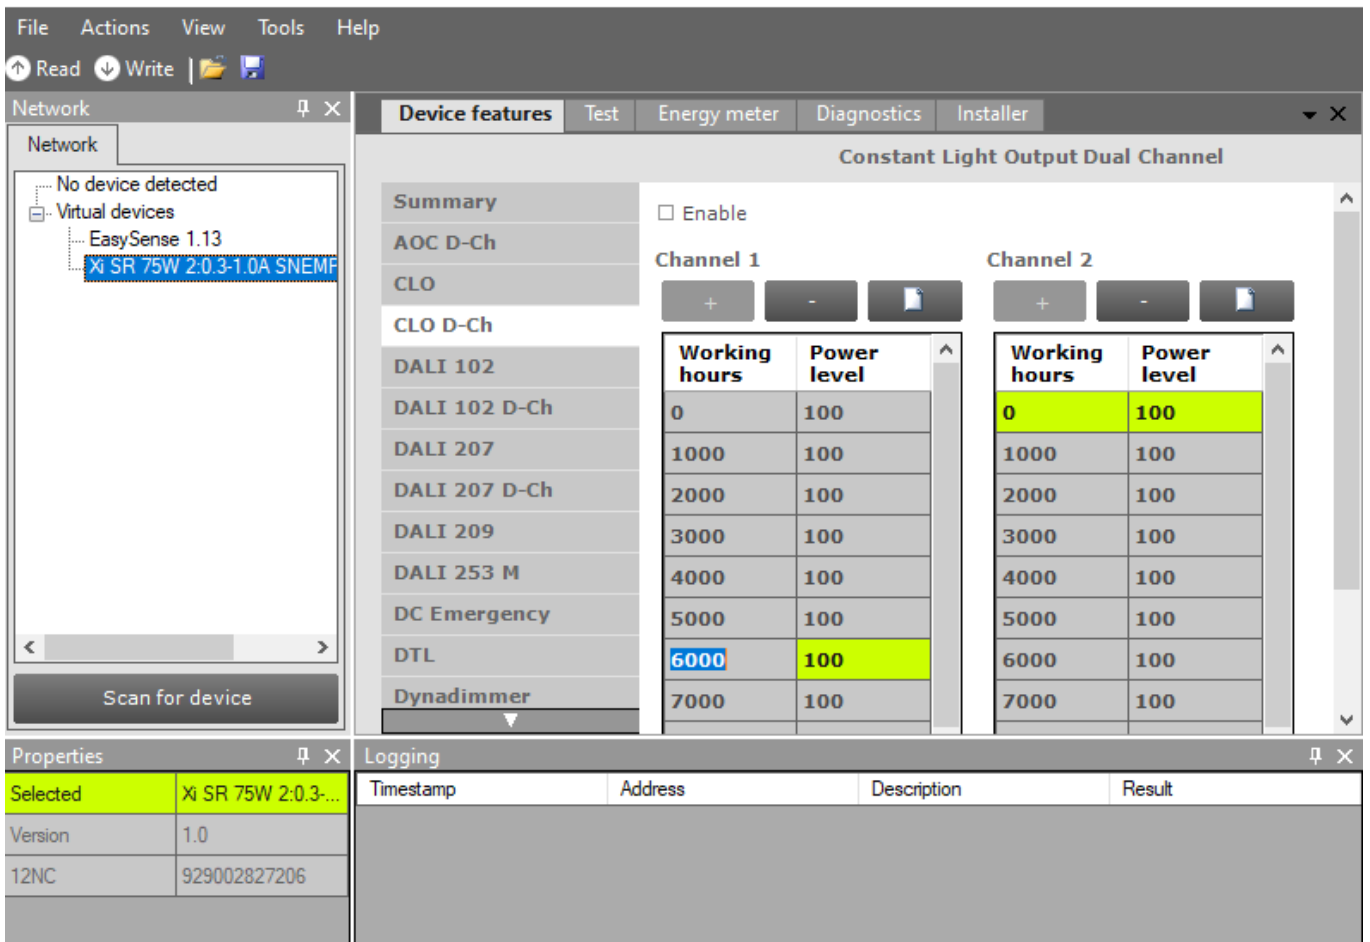 File Actions View Tools Help
Read Write
Network
Network
No device detected
Virtual devices
EasySense 1.13
Xi SR 75W 2:0.3-1.0A SNEMP
Scan for device
Device features Test Energy meter Diagnostics Installer
Constant Light Output Dual Channel
Summary
AOC D-Ch
CLO
CLO D-Ch
DALI 102
DALI 102 D-Ch
DALI 207
DALI 207 D-Ch
DALI 209
DALI 253 M
DC Emergency
DTL
Dynadimmer
Enable
Channel 1
+ -
Working hours Power level
0 100
1000 100
2000 100
3000 100
4000 100
5000 100
6000 100
7000 100
Channel 2
+ -
Working hours Power level
0 100
1000 100
2000 100
3000 100
4000 100
5000 100
6000 100
7000 100
Properties
Selected Xi SR 75W 2:0.3-...
Version 1.0
12NC 929002827206
Logging
Timestamp Address Description Result